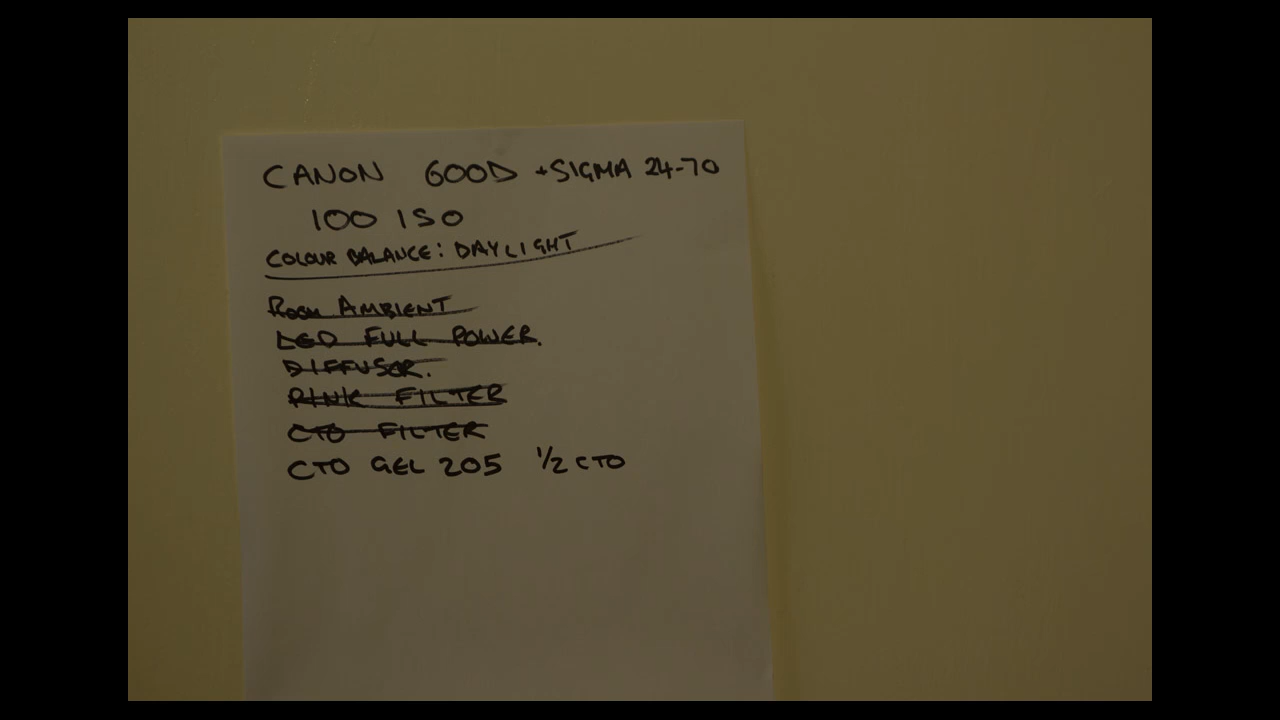 CANON 600D + SIGMA 24-70
100 ISO
COLOUR BALANCE: DAYLIGHT
ROOM AMBIENT
LED FULL POWER.
DIFFUSOR.
PINK FILTER
CTO FILTER
CTO GEL 205 1/2 CTO